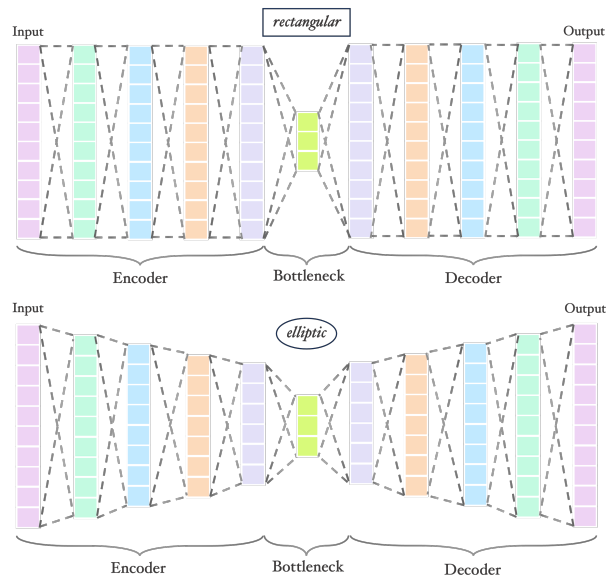 rectangular
Input
Output
Encoder
Bottleneck
Decoder
Input
Output
elliptic
Encoder
Bottleneck
Decoder